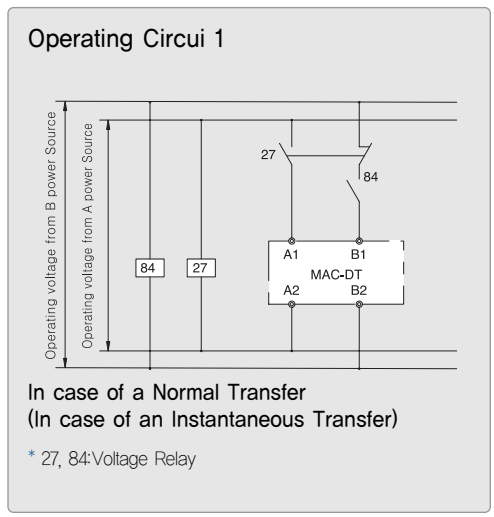 Operating Circui 1
Operating voltage from B power Source
Operating voltage from A power Source
27
84
84
27
A1
B1
MAC-DT
A2
B2
In case of a Normal Transfer
(In case of an Instantaneous Transfer)
* 27, 84:Voltage Relay